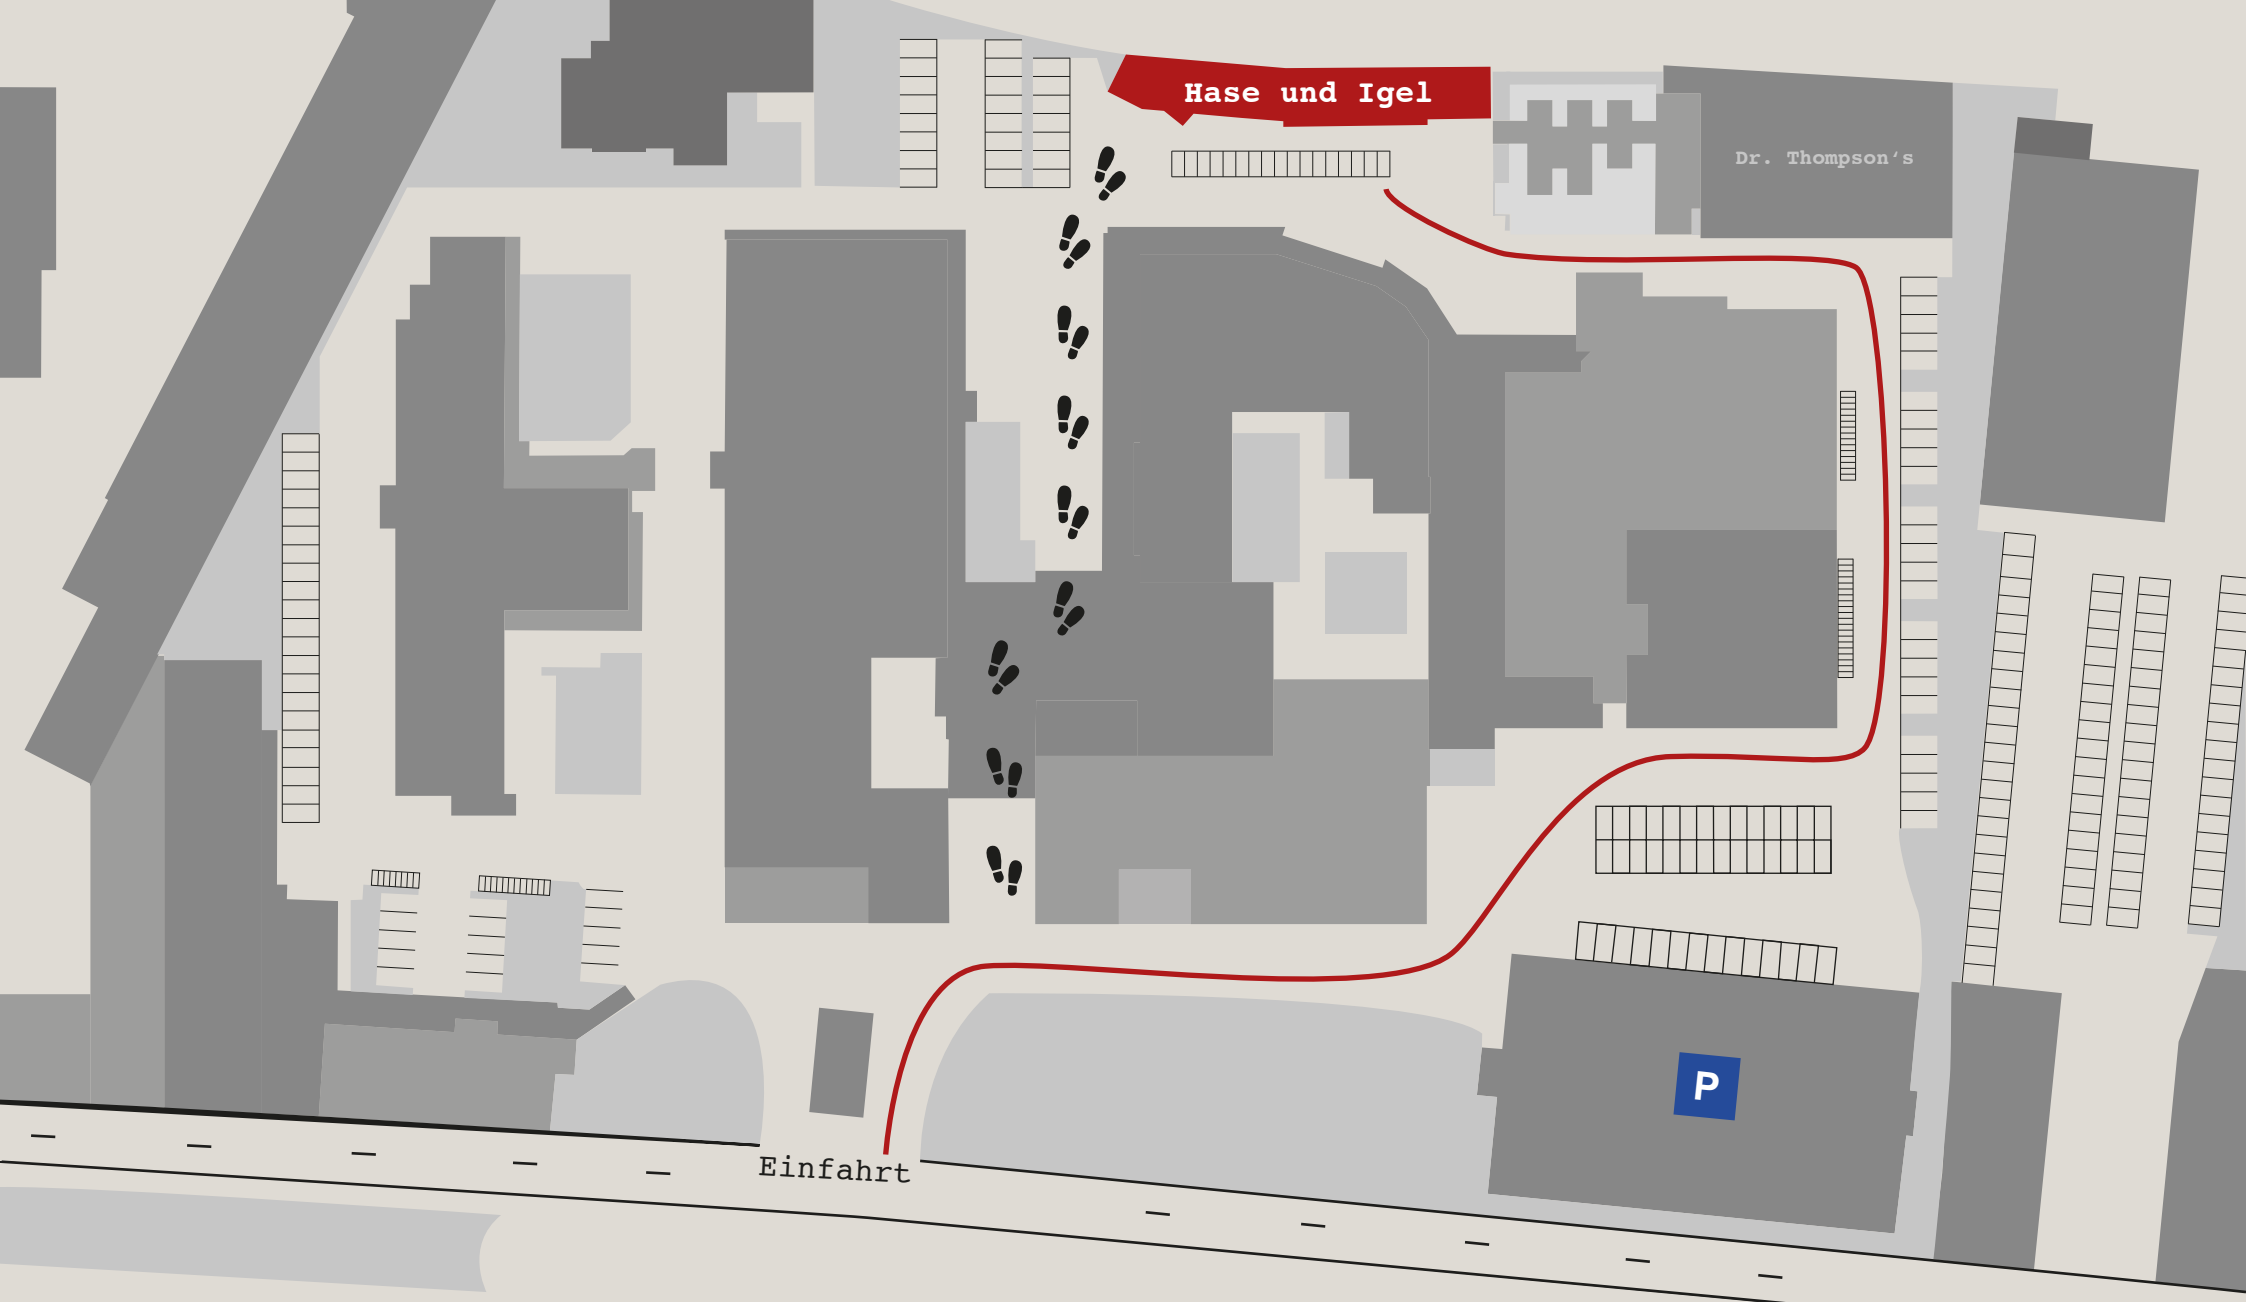 Hase und Igel
Dr. Thompson‘s
P
Einfahrt